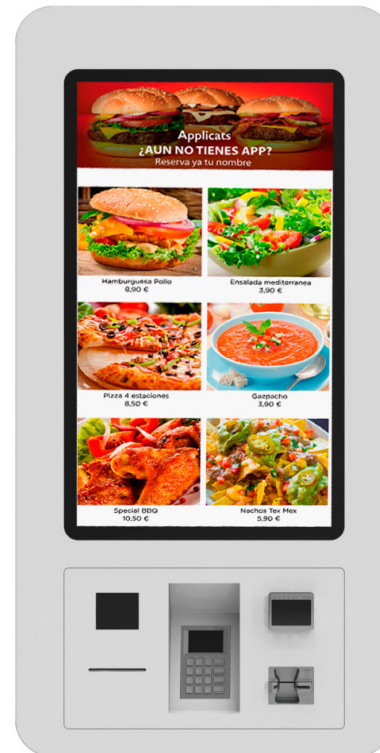 Applicats
¿AUN NO TIENES APP?
Reserva ya tu nombre
Hamburguesa Pollo
8,90 €
Ensalada mediterranea
3,90 €
Pizza 4 estaciones
8,50 €
Gazpacho
3,90 €
Special BBQ
10,50 €
Nachos Tex Mex
5,90 €